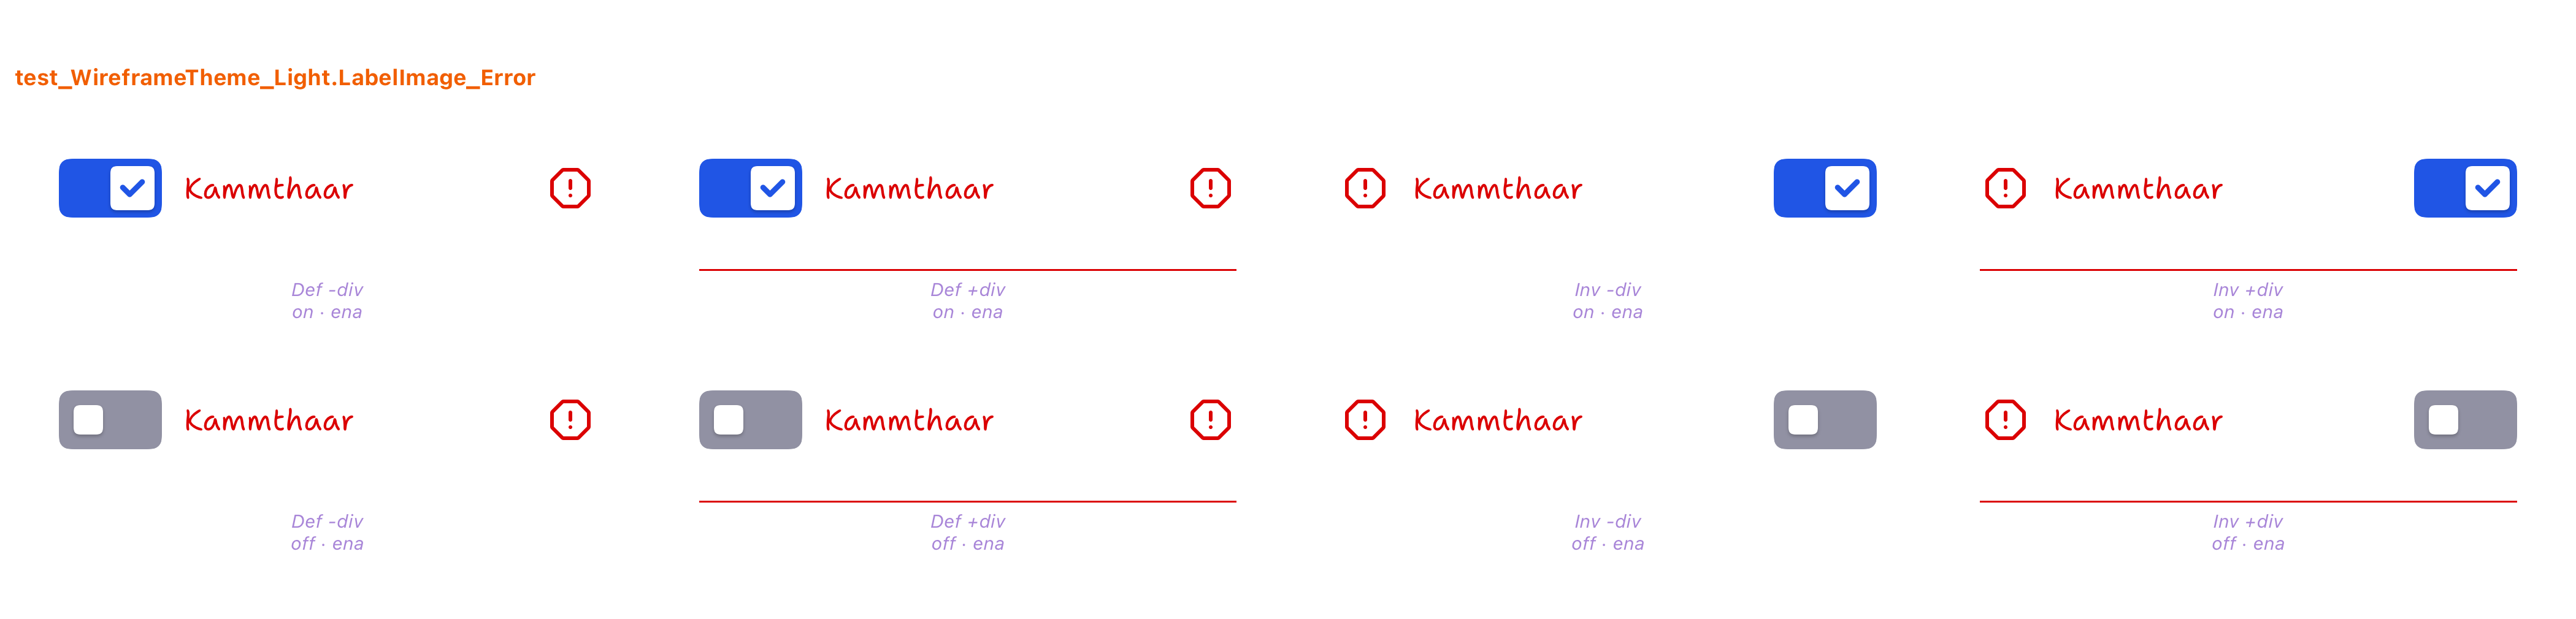 test_WireframeTheme_Light.LabelImage_Error
Kammthaar
Kammthaar
Kammthaar
Kammthaar
Def -div
on · ena
Def +div
on · ena
Inv -div
on · ena
Inv +div
on · ena
Kammthaar
Kammthaar
Kammthaar
Kammthaar
Def -div
off · ena
Def +div
off · ena
Inv -div
off · ena
Inv +div
off · ena